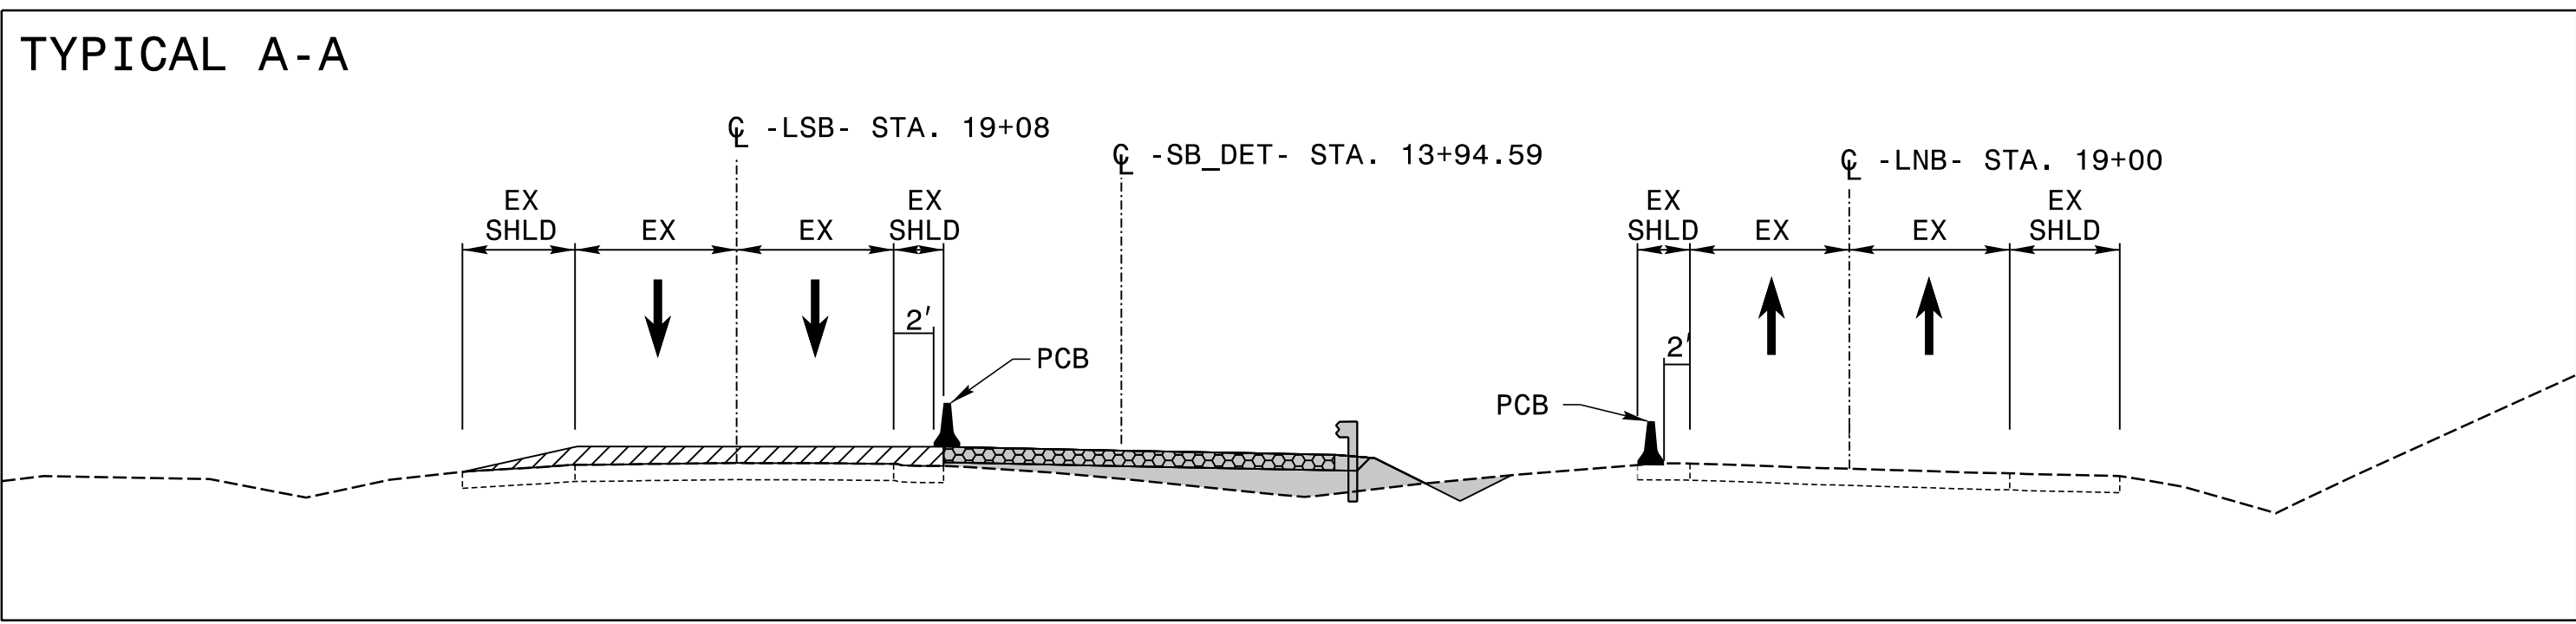 TYPICAL A-A
℄ -LSB- STA. 19+08
℄ -SB_DET- STA. 13+94.59
℄ -LNB- STA. 19+00
EX
SHLD
EX
EX
EX
SHLD
EX
SHLD
EX
EX
EX
SHLD
2'
2'
PCB
PCB